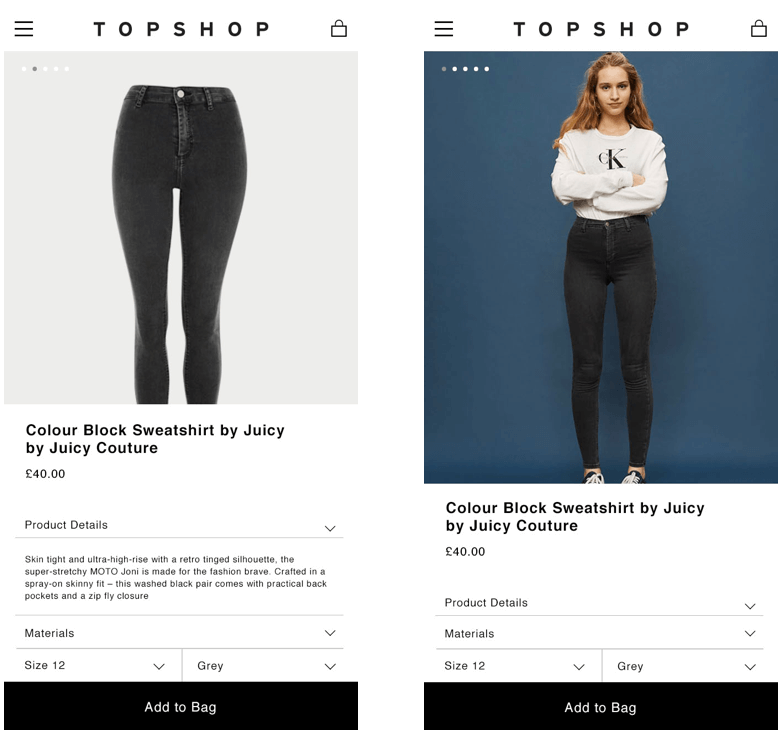 TOPSHOP
Colour Block Sweatshirt by Juicy
by Juicy Couture
£40.00
Product Details
Skin tight and ultra-high-rise with a retro tinged silhouette, the
super-stretchy MOTO Joni is made for the fashion brave. Crafted in a
spray-on skinny fit – this washed black pair comes with practical back
pockets and a zip fly closure
Materials
Size 12
Grey
Add to Bag
TOPSHOP
CK
Colour Block Sweatshirt by Juicy
by Juicy Couture
£40.00
Product Details
Materials
Size 12
Grey
Add to Bag